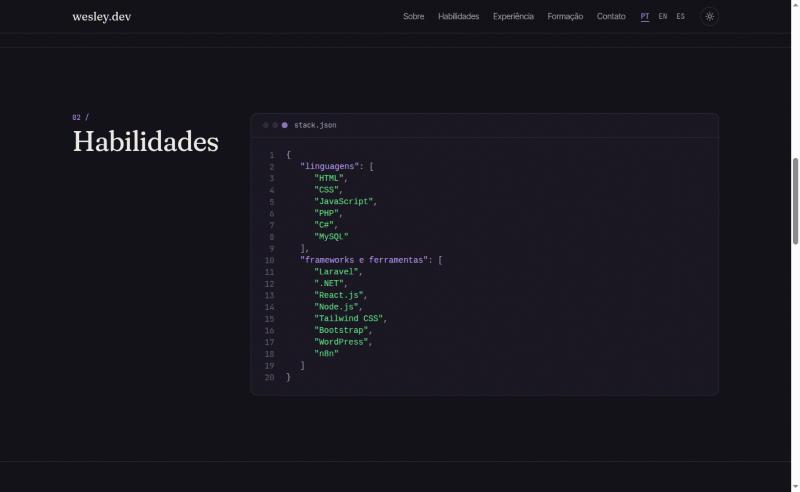 wesley.dev
Sobre Habilidades Experiência Formação Contato PT EN ES
02 /
Habilidades
stack.json
1 {
2 "linguagens": [
3 "HTML",
4 "CSS",
5 "JavaScript",
6 "PHP",
7 "C#",
8 "MySQL"
9 ],
10 "frameworks e ferramentas": [
11 "Laravel",
12 ".NET",
13 "React.js",
14 "Node.js",
15 "Tailwind CSS",
16 "Bootstrap",
17 "WordPress",
18 "n8n"
19 ]
20 }